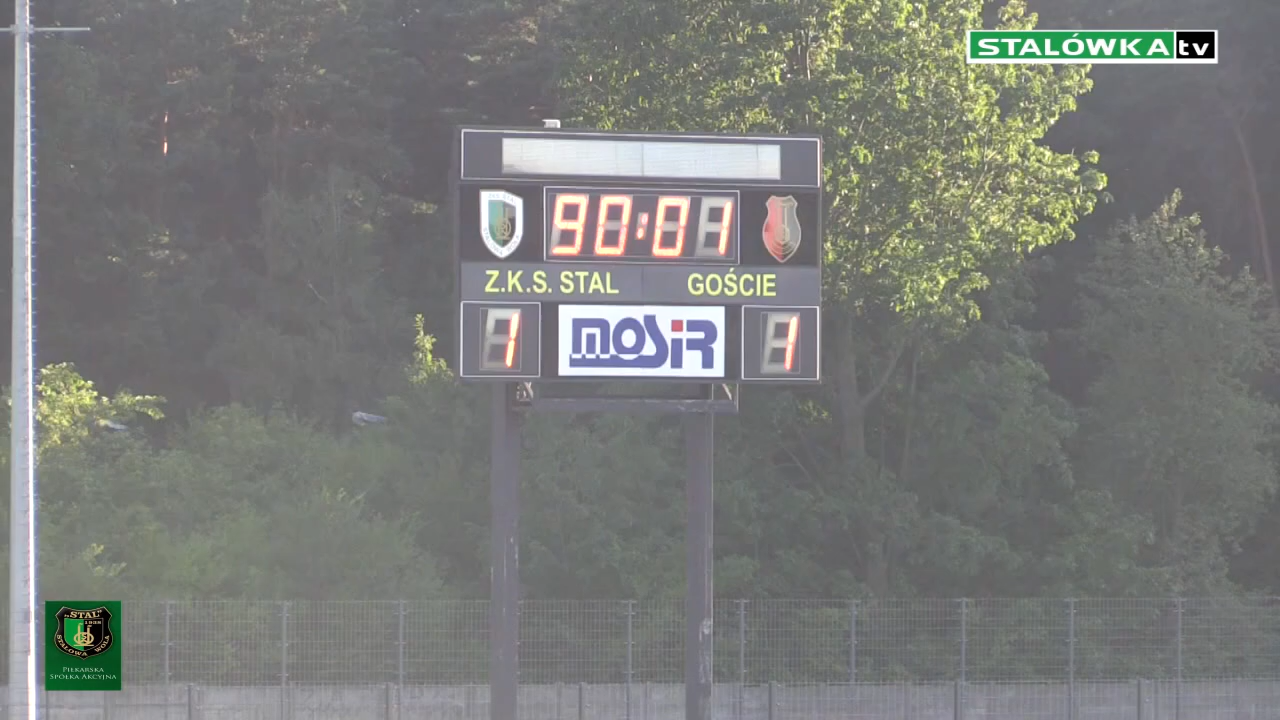 STALÓWKA tv
90:01
Z.K.S. STAL GOŚCIE
1 MOSiR 1
"STAL"
1938
STALOWA WOLA
PIŁKARSKA
SPÓŁKA AKCYJNA